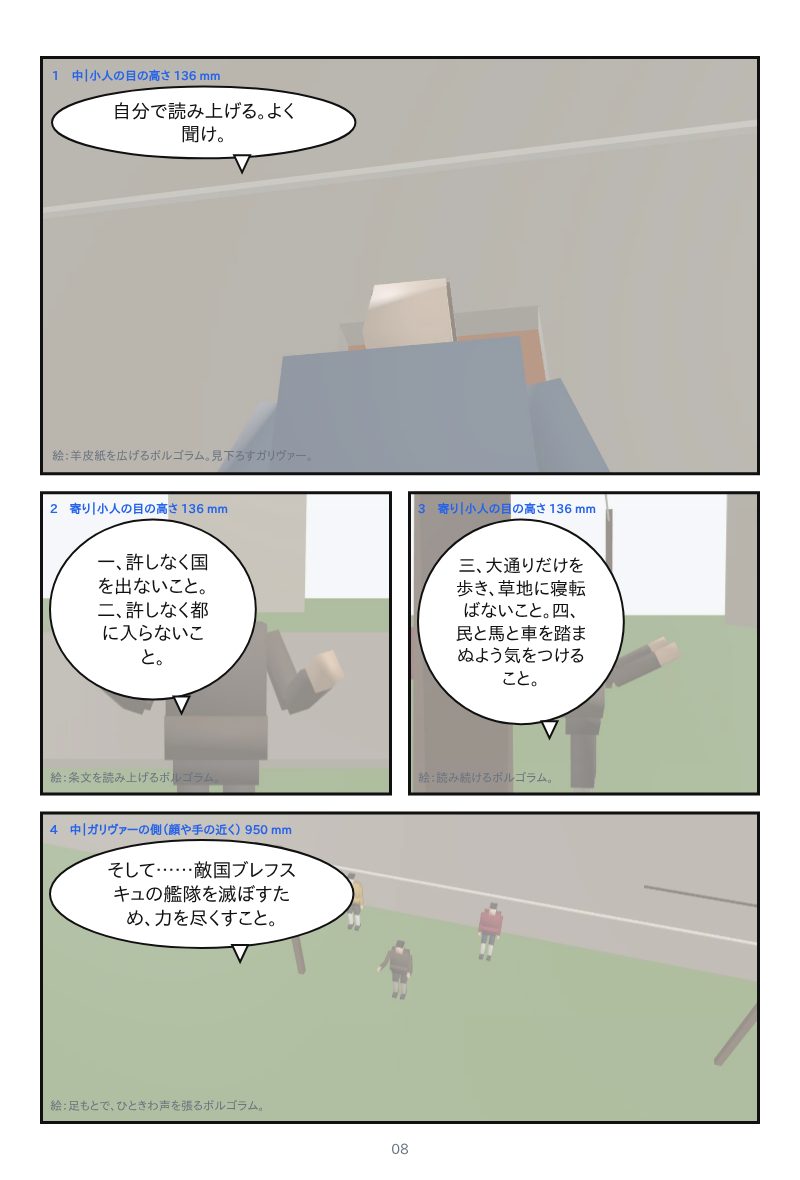 1 中|小人の目の高さ 136 mm
自分で読み上げる。よく
聞け。
絵:羊皮紙を広げるボルゴラム。見下ろすガリヴァー。
2 寄り|小人の目の高さ 136 mm
一、許しなく国
を出ないこと。
二、許しなく都
に入らないこ
と。
絵:条文を読み上げるボルゴラム。
3 寄り|小人の目の高さ 136 mm
三、大通りだけを
歩き、草地に寝転
ばないこと。四、
民と馬と車を踏ま
ぬよう気をつける
こと。
絵:読み続けるボルゴラム。
4 中|ガリヴァーの側(顔や手の近く) 950 mm
そして……敵国ブレフス
キュの艦隊を滅ぼすた
め、力を尽くすこと。
絵:足もとで、ひときわ声を張るボルゴラム。
08